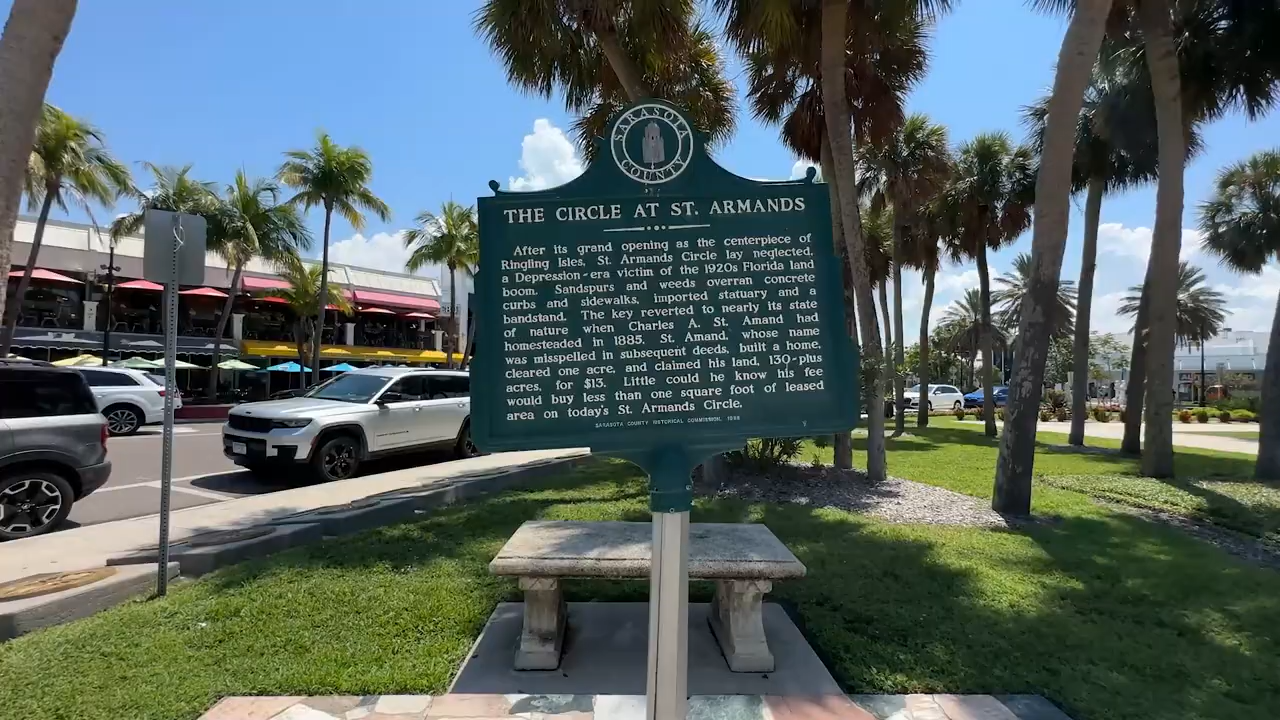 SARASOTA
COUNTY
THE CIRCLE AT ST. ARMANDS
After its grand opening as the centerpiece of
Ringling Isles, St. Armands Circle lay neglected,
a Depression-era victim of the 1920s Florida land
boom. Sandspurs and weeds overran concrete
curbs and sidewalks, imported statuary and a
bandstand. The key reverted to nearly its state
of nature when Charles A. St. Amand had
homesteaded in 1885. St. Amand, whose name
was misspelled in subsequent deeds, built a home,
cleared one acre, and claimed his land, 130-plus
acres, for $13. Little could he know his fee
would buy less than one square foot of leased
area on today's St. Armands Circle.
SARASOTA COUNTY HISTORICAL COMMISSION,